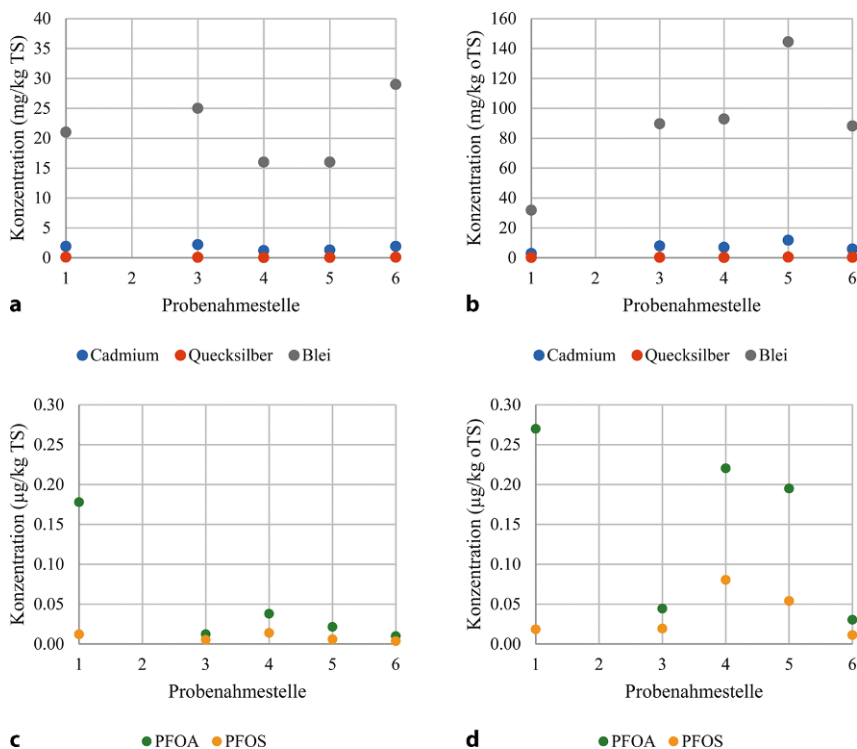 Konzentration (mg/kg TS)
40
35
30
25
20
15
10
5
0
1 2 3 4 5 6
Probenahmestelle
a
Konzentration (mg/kg oTS)
160
140
120
100
80
60
40
20
0
1 2 3 4 5 6
Probenahmestelle
b
Cadmium Quecksilber Blei
Cadmium Quecksilber Blei
Konzentration (µg/kg TS)
0.30
0.25
0.20
0.15
0.10
0.05
0.00
1 2 3 4 5 6
Probenahmestelle
c
PFOA PFOS
Konzentration (µg/kg oTS)
0.30
0.25
0.20
0.15
0.10
0.05
0.00
1 2 3 4 5 6
Probenahmestelle
d
PFOA PFOS